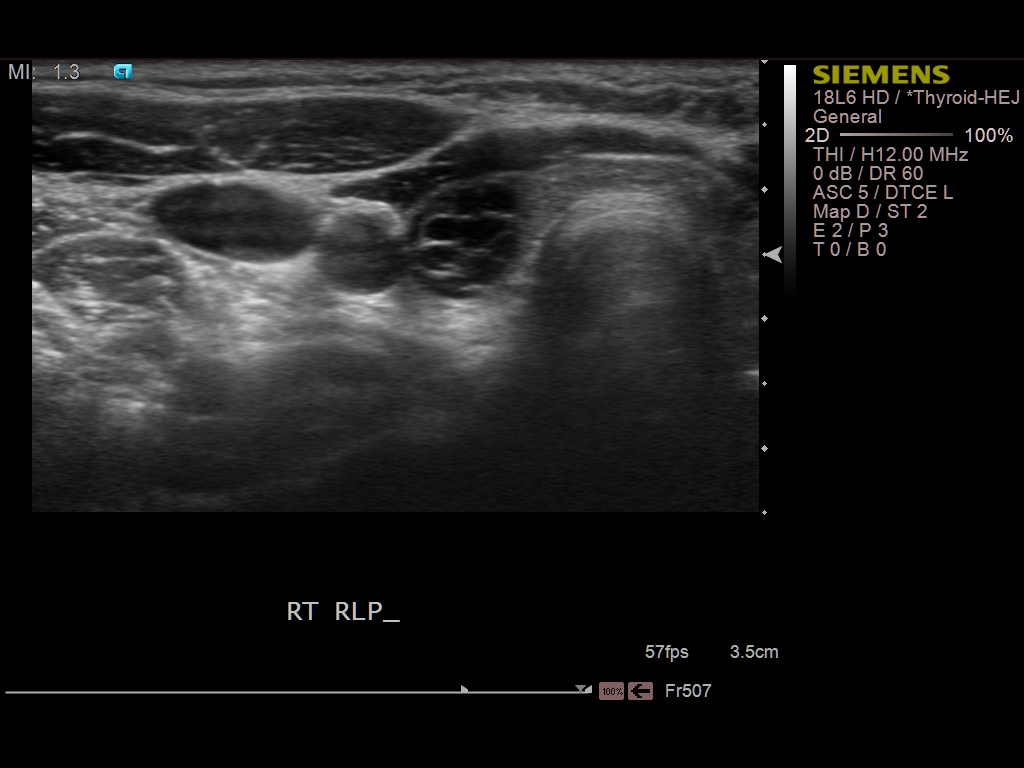 MI: 1.3
SIEMENS
18L6 HD / *Thyroid-HEJ
General
2D 100%
THI / H12.00 MHz
0 dB / DR 60
ASC 5 / DTCE L
Map D / ST 2
E 2 / P 3
T 0 / B 0
RT RLP_
57fps 3.5cm
100% Fr507